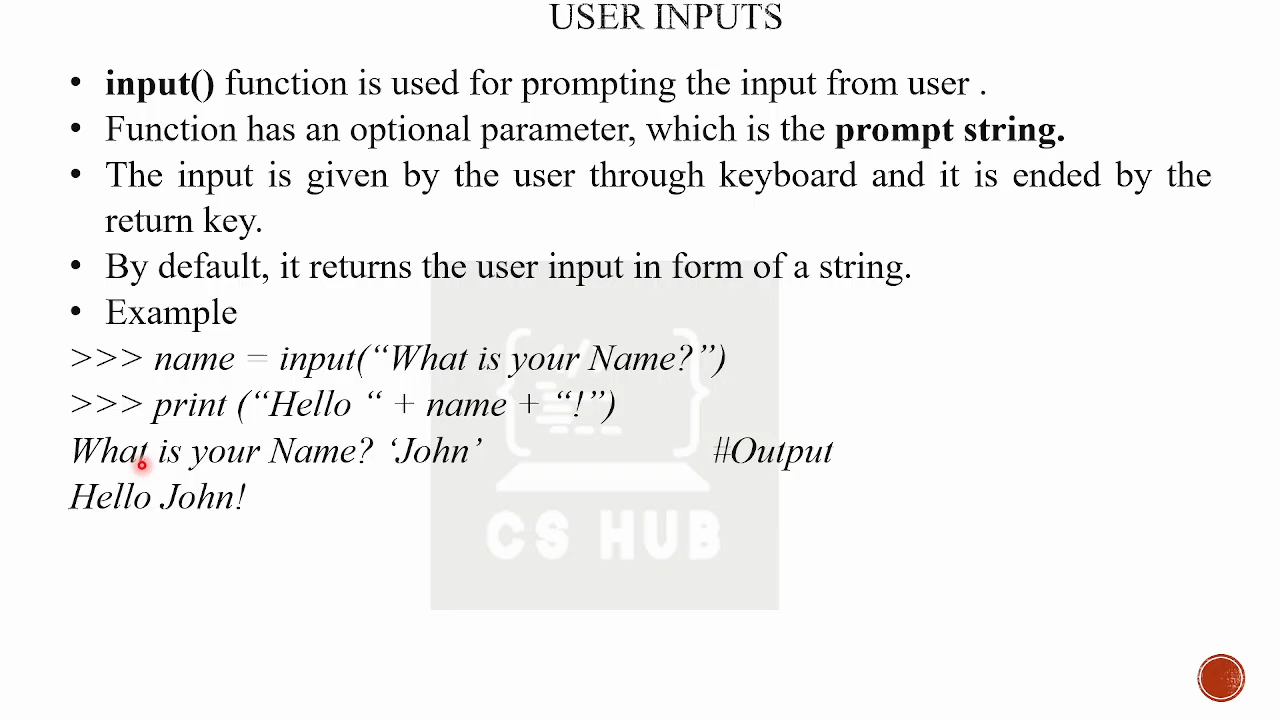 USER INPUTS
• input() function is used for prompting the input from user .
• Function has an optional parameter, which is the prompt string.
• The input is given by the user through keyboard and it is ended by the
return key.
• By default, it returns the user input in form of a string.
• Example
>>> name = input(“What is your Name?”)
>>> print (“Hello “ + name + “!”)
What is your Name? ‘John’ #Output
Hello John!
CS HUB